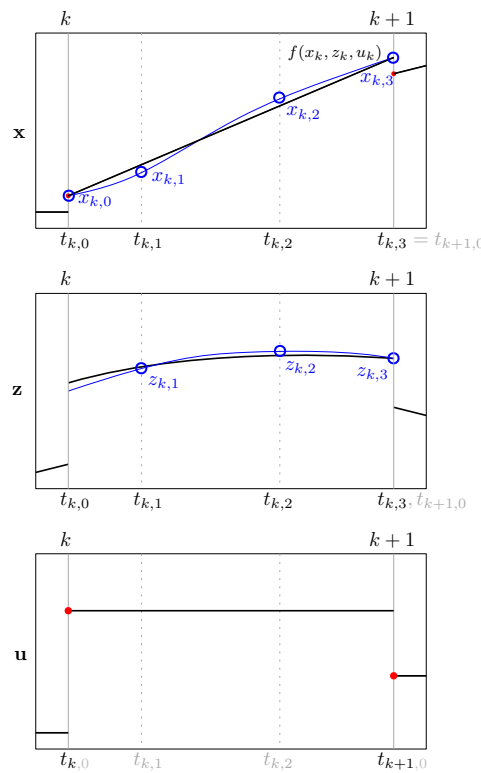 k k + 1
f(x_k, z_k, u_k)
x_{k,3}
x_{k,2}
x
x_{k,1}
x_{k,0}
t_{k,0} t_{k,1} t_{k,2} t_{k,3} = t_{k+1,0}
k k + 1
z_{k,1} z_{k,2} z_{k,3}
z
t_{k,0} t_{k,1} t_{k,2} t_{k,3}, t_{k+1,0}
k k + 1
u
t_{k,0} t_{k,1} t_{k,2} t_{k+1,0}